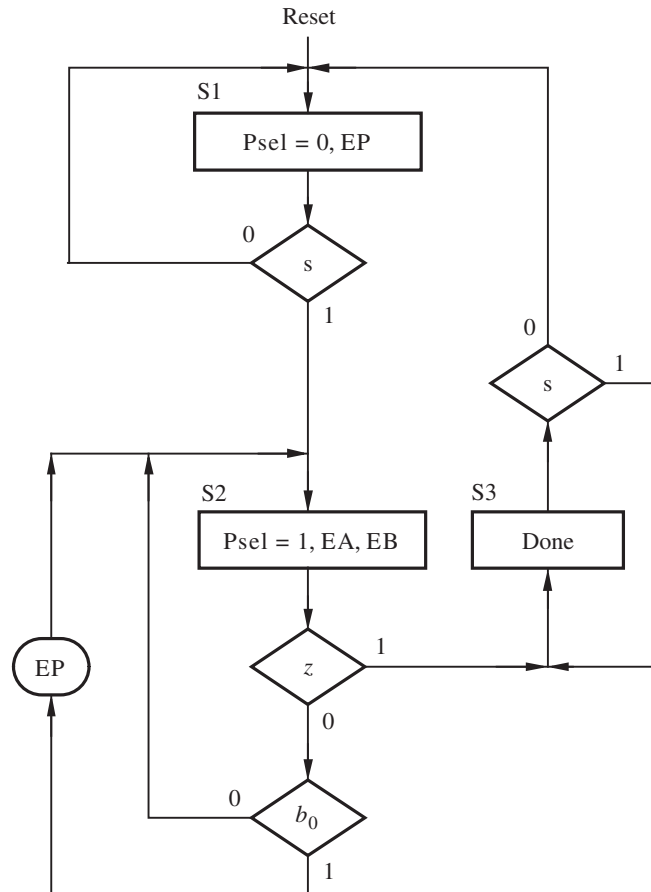 Reset
S1
Psel = 0, EP
0
s
1
0
s
1
S2
Psel = 1, EA, EB
S3
Done
EP
z
1
0
0
b0
1